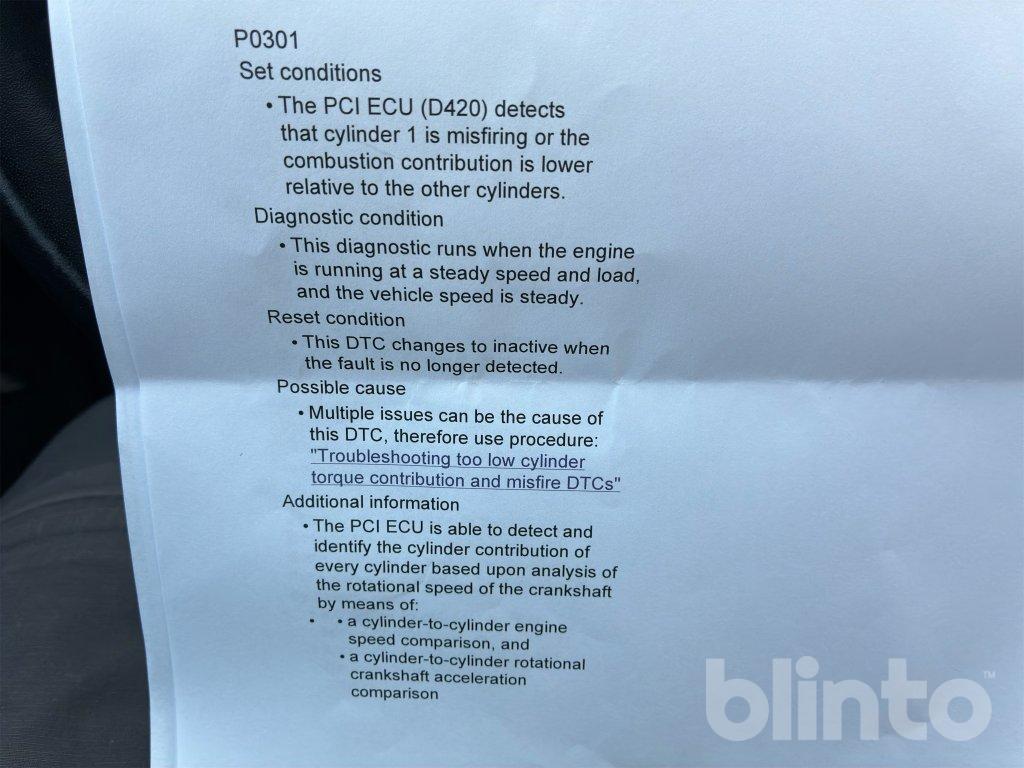 P0301
Set conditions
• The PCI ECU (D420) detects
that cylinder 1 is misfiring or the
combustion contribution is lower
relative to the other cylinders.
Diagnostic condition
• This diagnostic runs when the engine
is running at a steady speed and load,
and the vehicle speed is steady.
Reset condition
• This DTC changes to inactive when
the fault is no longer detected.
Possible cause
• Multiple issues can be the cause of
this DTC, therefore use procedure:
"Troubleshooting too low cylinder
torque contribution and misfire DTCs"
Additional information
• The PCI ECU is able to detect and
identify the cylinder contribution of
every cylinder based upon analysis of
the rotational speed of the crankshaft
by means of:
• • a cylinder-to-cylinder engine
speed comparison, and
• a cylinder-to-cylinder rotational
crankshaft acceleration
comparison
blinto™